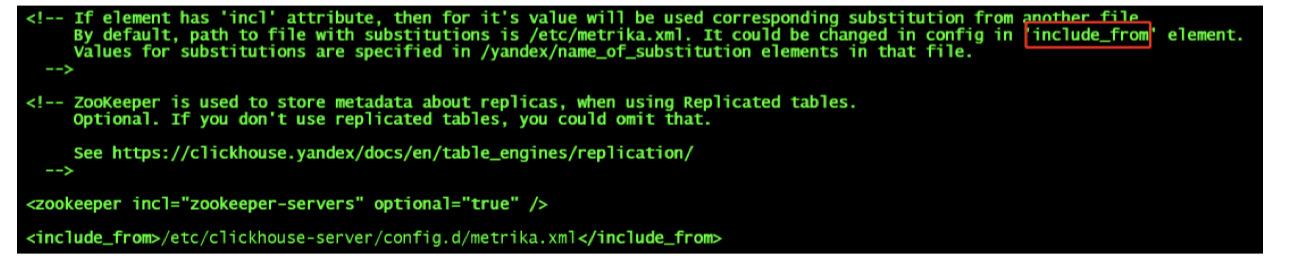 <!-- If element has 'incl' attribute, then for it's value will be used corresponding substitution from another file.
By default, path to file with substitutions is /etc/metrika.xml. It could be changed in config in 'include_from' element.
Values for substitutions are specified in /yandex/name_of_substitution elements in that file.
-->
<!-- ZooKeeper is used to store metadata about replicas, when using Replicated tables.
Optional. If you don't use replicated tables, you could omit that.
See https://clickhouse.yandex/docs/en/table_engines/replication/
-->
<zookeeper incl="zookeeper-servers" optional="true" />
<include_from>/etc/clickhouse-server/config.d/metrika.xml</include_from>